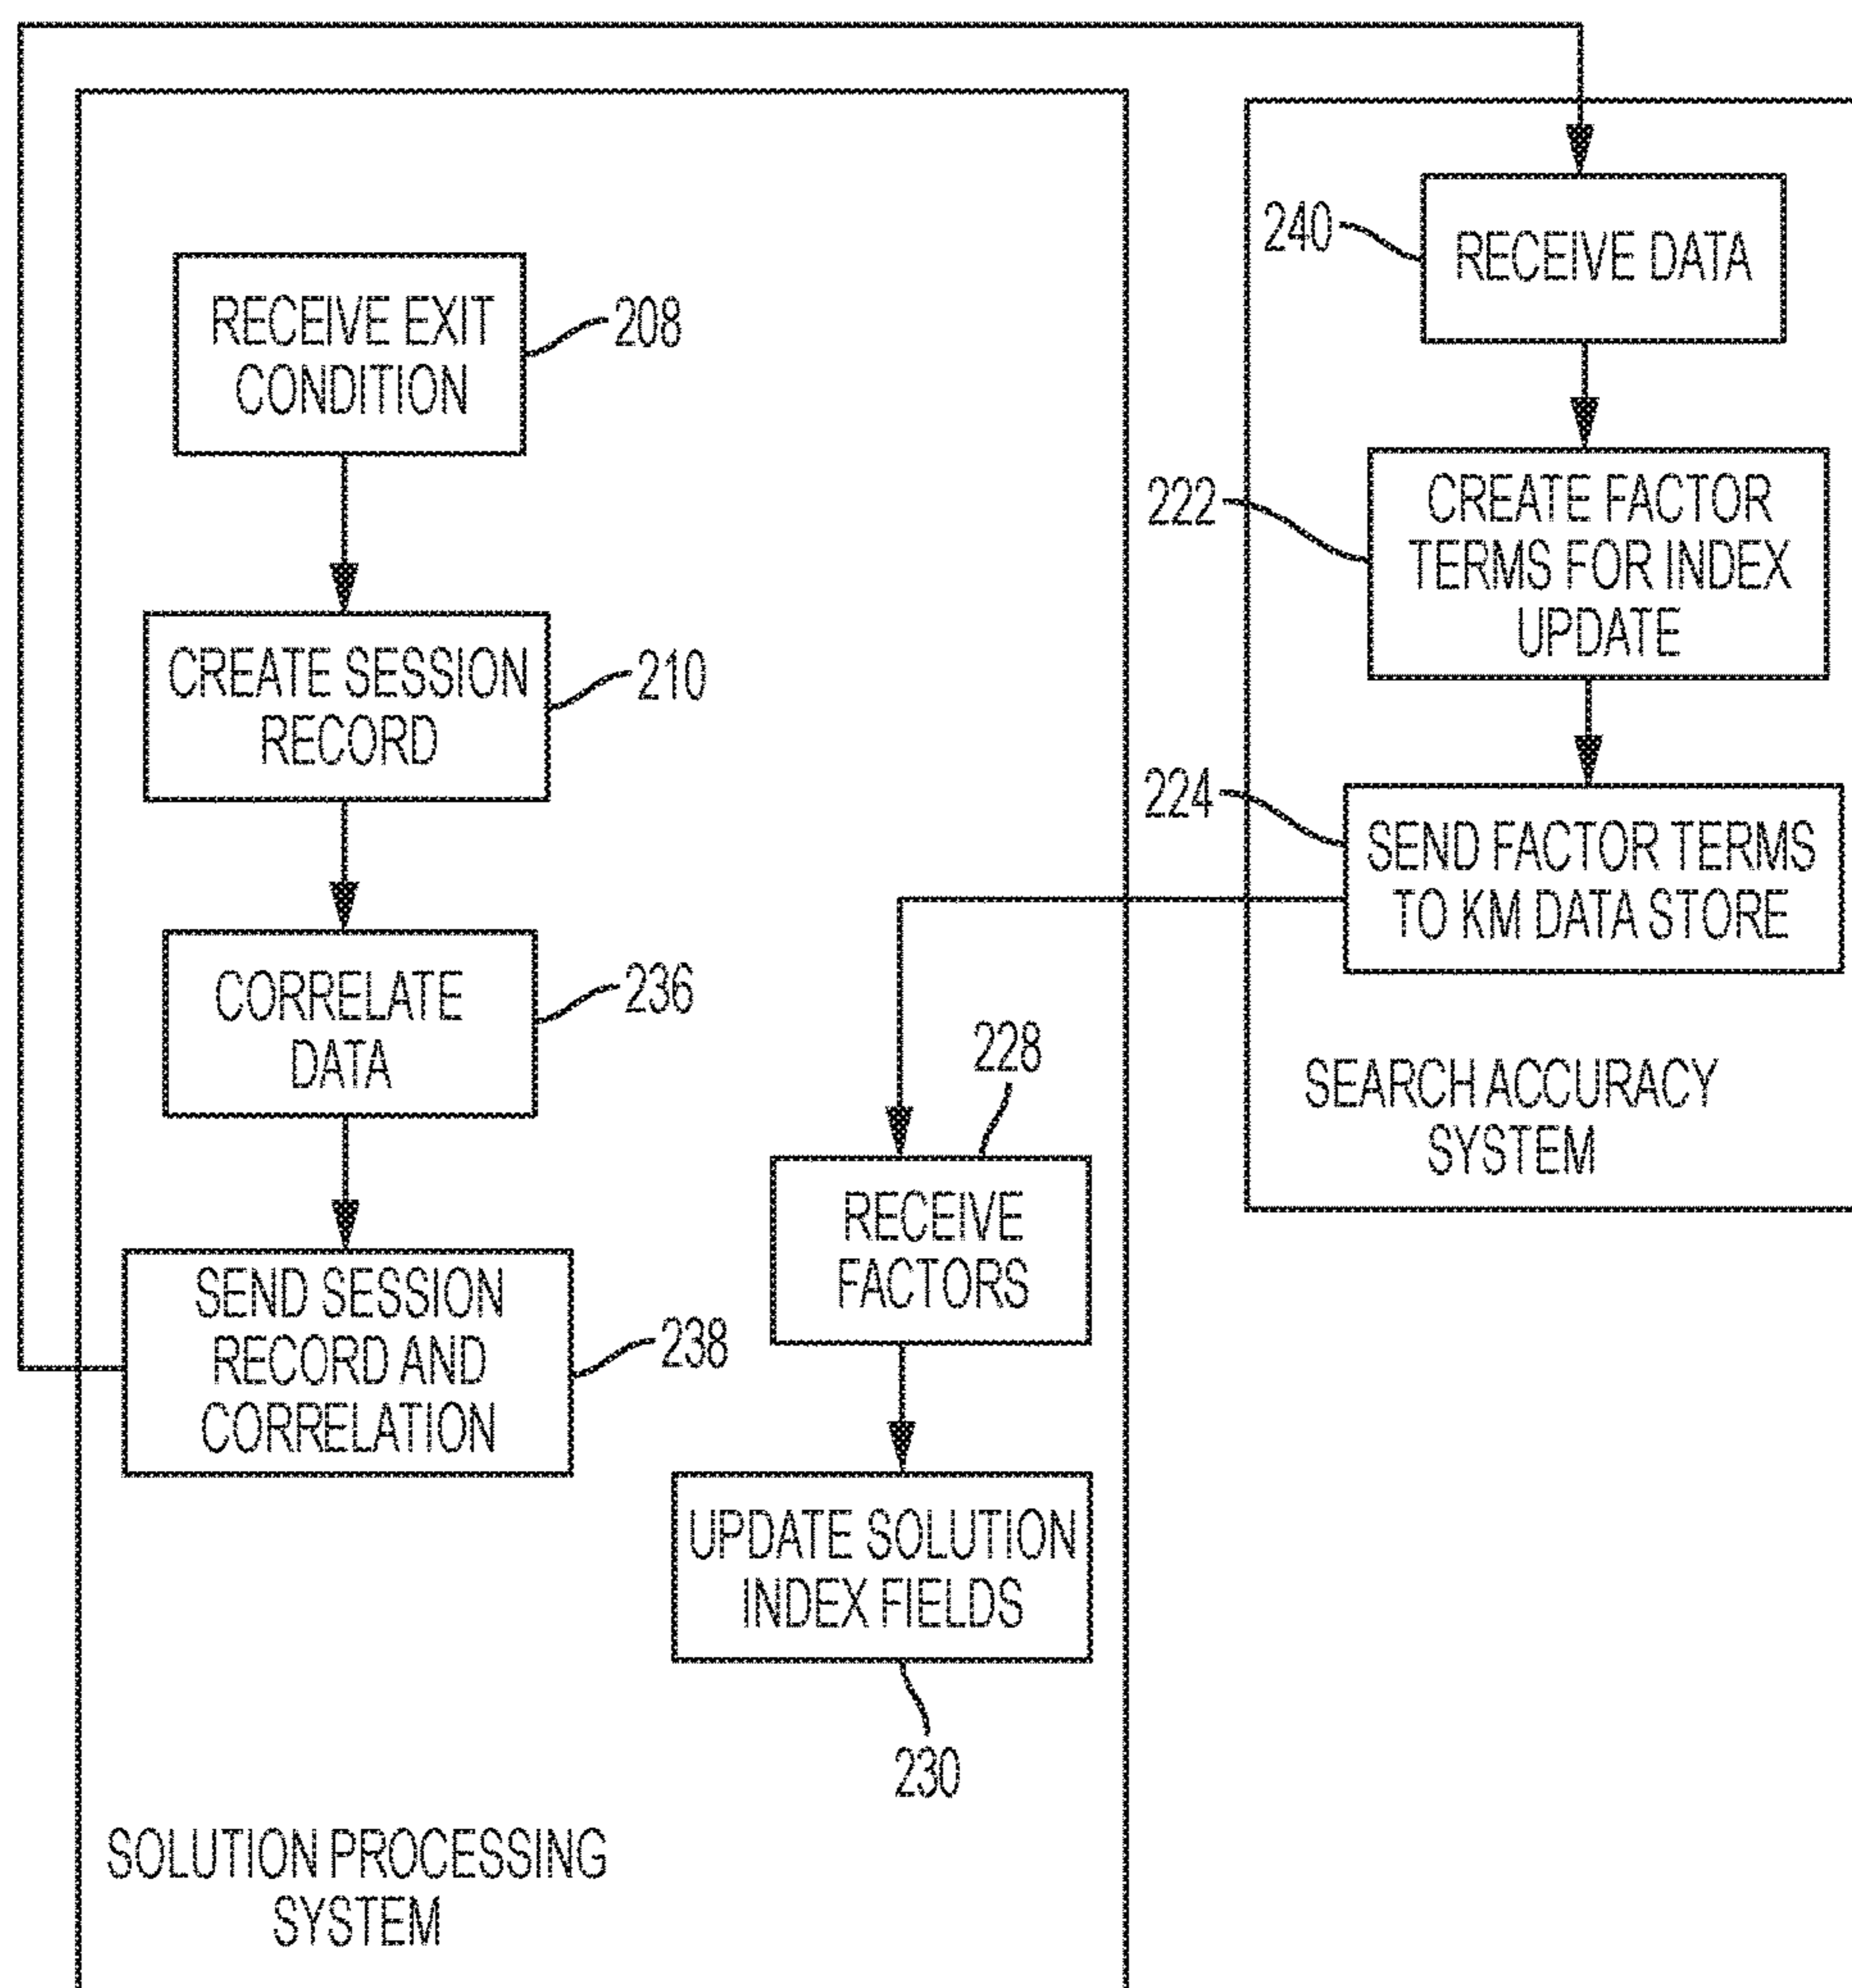 RECEIVE EXIT
CONDITION
208
CREATE SESSION
RECORD
210
CORRELATE
DATA
236
SEND SESSION
RECORD AND
CORRELATION
238
240
RECEIVE DATA
222
CREATE FACTOR
TERMS FOR INDEX
UPDATE
224
SEND FACTOR TERMS
TO KM DATA STORE
SEARCH ACCURACY
SYSTEM
228
RECEIVE
FACTORS
UPDATE SOLUTION
INDEX FIELDS
230
SOLUTION PROCESSING
SYSTEM